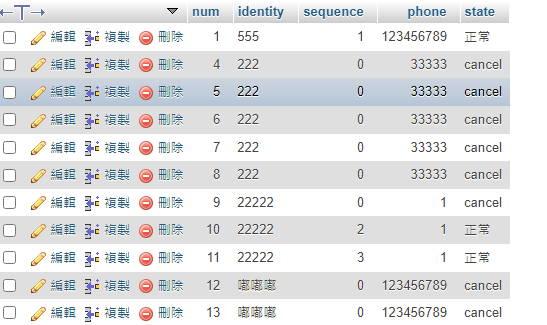 num identity sequence phone state
編輯 複製 刪除 1 555 1 123456789 正常
編輯 複製 刪除 4 222 0 33333 cancel
編輯 複製 刪除 5 222 0 33333 cancel
編輯 複製 刪除 6 222 0 33333 cancel
編輯 複製 刪除 7 222 0 33333 cancel
編輯 複製 刪除 8 222 0 33333 cancel
編輯 複製 刪除 9 22222 0 1 cancel
編輯 複製 刪除 10 22222 2 1 正常
編輯 複製 刪除 11 22222 3 1 正常
編輯 複製 刪除 12 嘟嘟嘟 0 123456789 cancel
編輯 複製 刪除 13 嘟嘟嘟 0 123456789 cancel